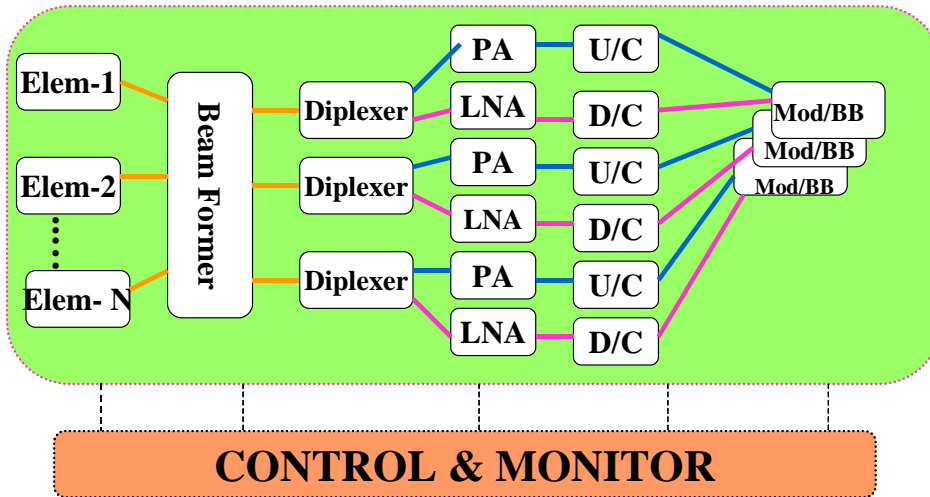 Elem-1
Elem-2
Elem- N
Beam Former
Diplexer
Diplexer
Diplexer
PA
LNA
PA
LNA
PA
LNA
U/C
D/C
U/C
D/C
U/C
D/C
Mod/BB
Mod/BB
Mod/BB
CONTROL & MONITOR